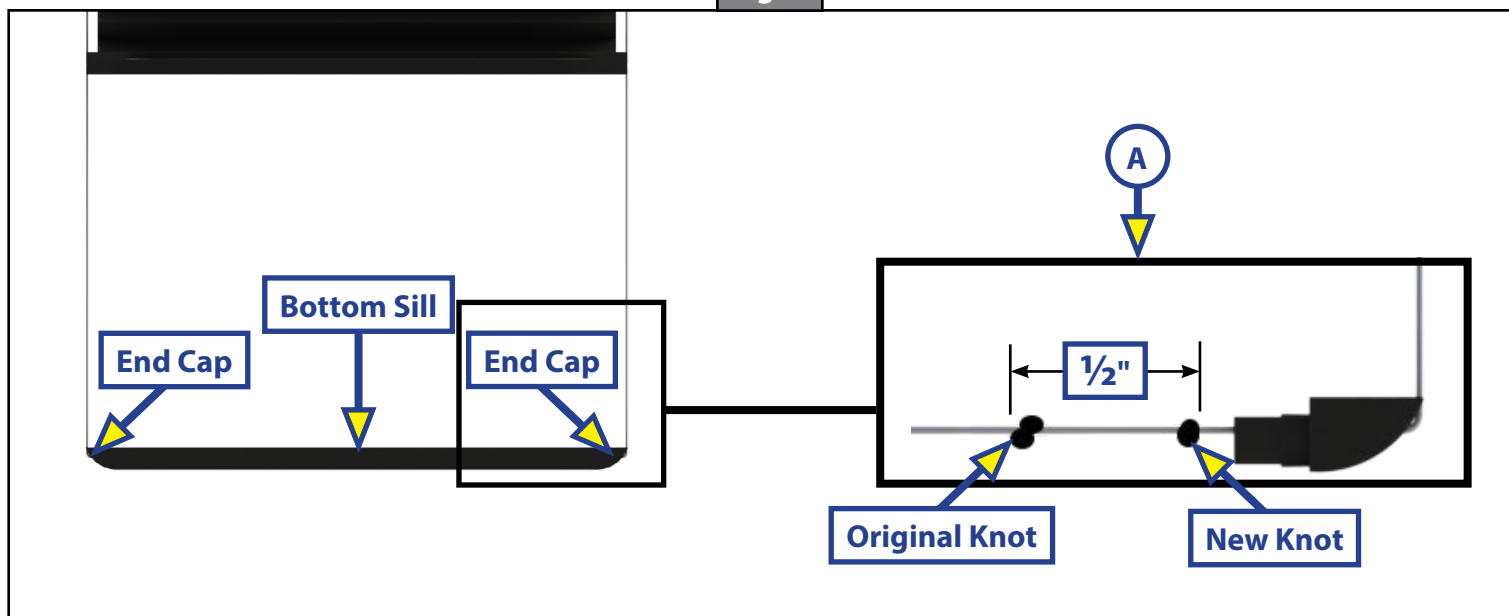 A
Bottom Sill
End Cap
End Cap
½"
Original Knot
New Knot